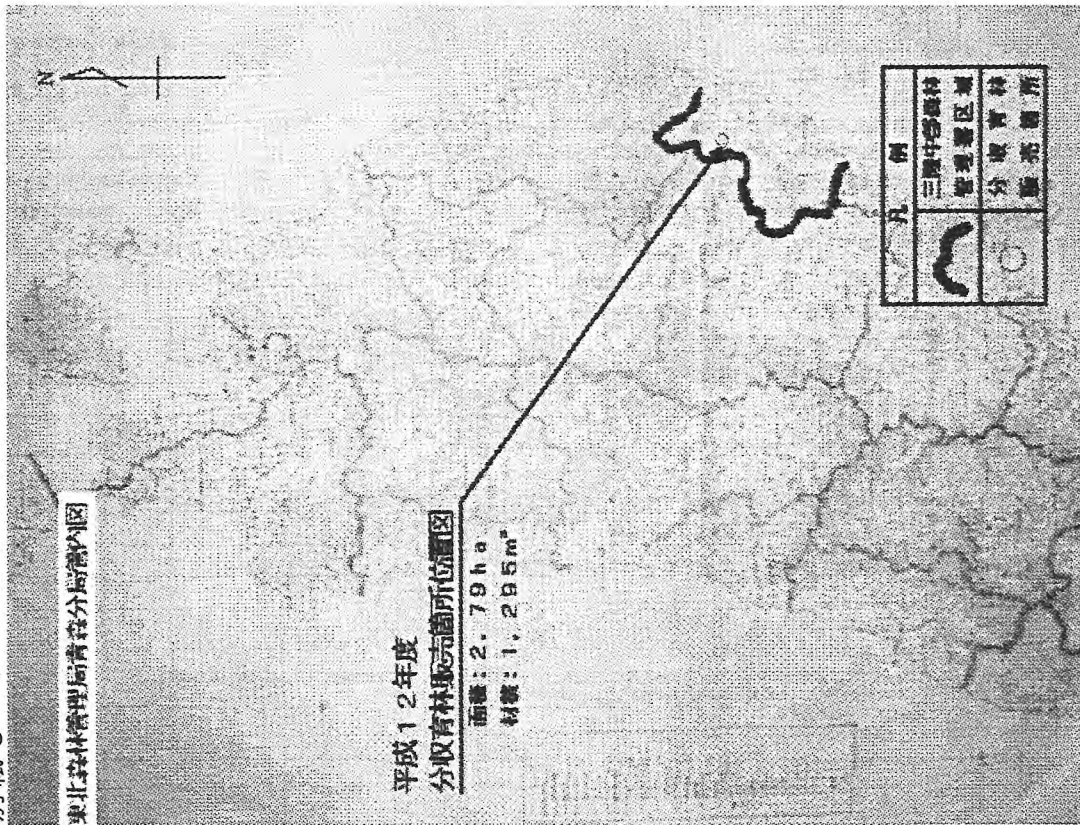 東北森林管理局青森分局管内図
N
平成12年度
分収育林販売箇所位置図
面積：2.79ha
材積：1,295m³
凡例
三陸中部森林
管理署区域
分収育林
販売箇所